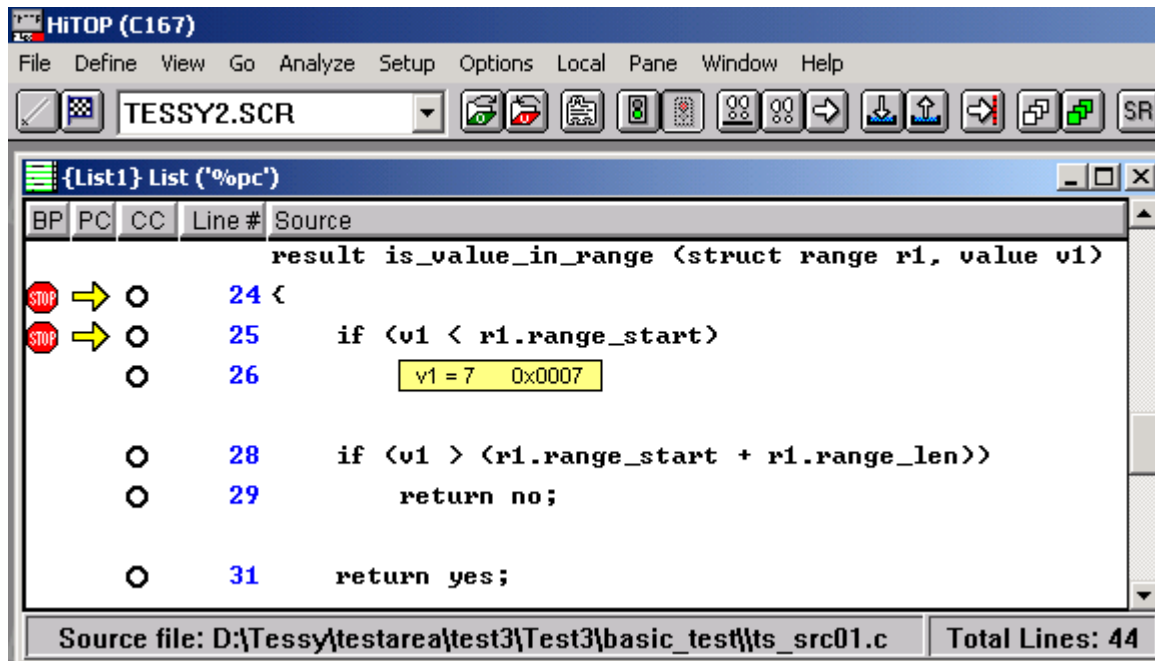 HiTOP (C167)
File Define View Go Analyze Setup Options Local Pane Window Help
TESSY2.SCR SR
{List1} List ('%pc')
BP PC CC Line # Source
result is_value_in_range (struct range r1, value v1)
STOP 24 {
STOP 25 if (v1 < r1.range_start)
26 v1 = 7 0x0007
28 if (v1 > (r1.range_start + r1.range_len))
29 return no;
31 return yes;
Source file: D:\Tessy\testarea\test3\Test3\basic_test\\ts_src01.c Total Lines: 44